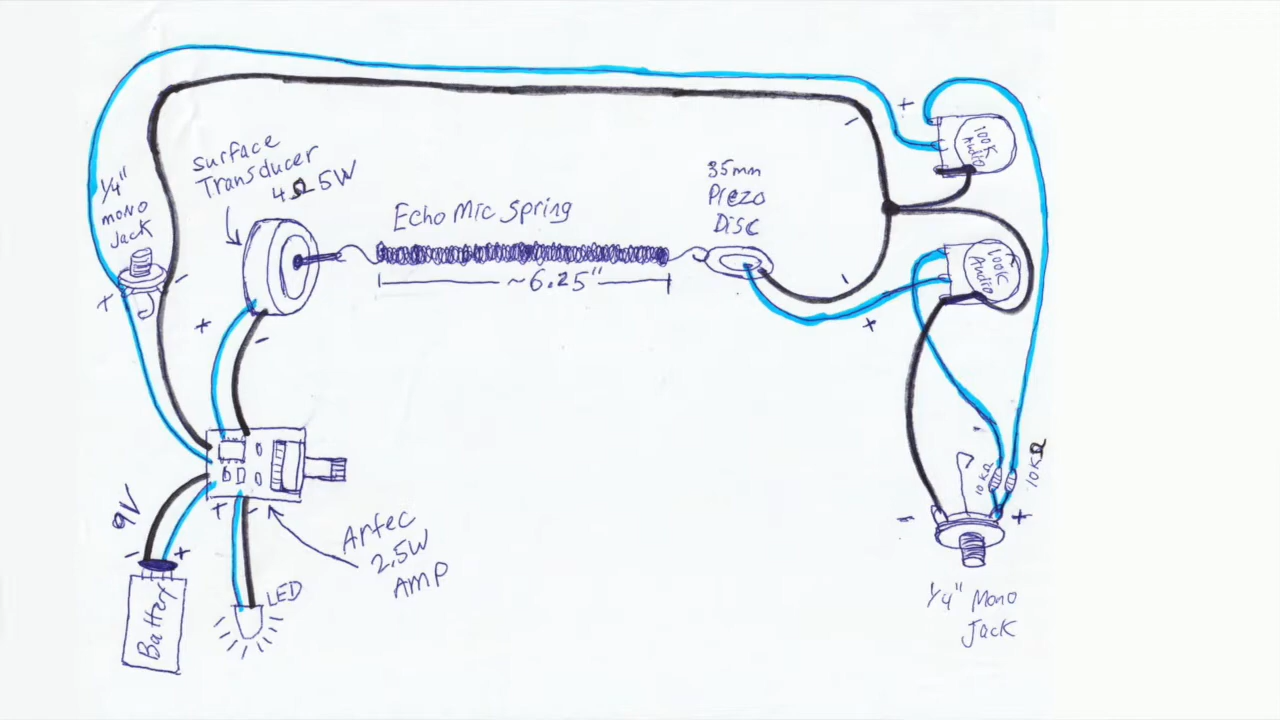 1/4"
mono
Jack
surface
Transducer
4Ω 5W
Echo Mic Spring
~6.25"
35mm
Piezo
Disc
+
-
100K
Audio
-
+
100K
Audio
+
-
+
-
9V
-
+
Battery
+
-
LED
Artec
2.5W
AMP
10KΩ
10KΩ
-
+
1/4" Mono
Jack